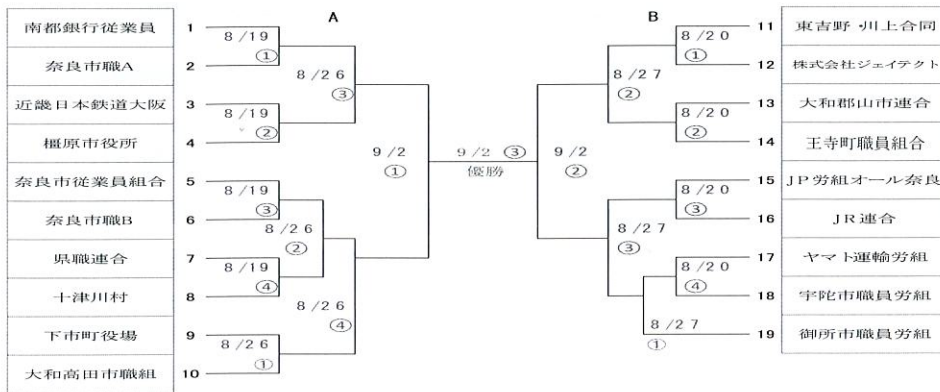 A
B
南都銀行従業員 1
奈良市職A 2
近畿日本鉄道大阪 3
橿原市役所 4
奈良市従業員組合 5
奈良市職B 6
県職連合 7
十津川村 8
下市町役場 9
大和高田市職組 10
8/19 ①
8/19 ②
8/19 ③
8/19 ④
8/26 ①
8/26 ③
8/26 ②
8/26 ④
9/2 ①
9/2 ③
優勝
9/2 ②
8/27 ②
8/27 ③
8/27 ①
8/20 ①
8/20 ②
8/20 ③
8/20 ④
11 東吉野・川上合同
12 株式会社ジェイテクト
13 大和郡山市連合
14 王寺町職員組合
15 JP労組オール奈良
16 JR連合
17 ヤマト運輸労組
18 宇陀市職員労組
19 御所市職員労組